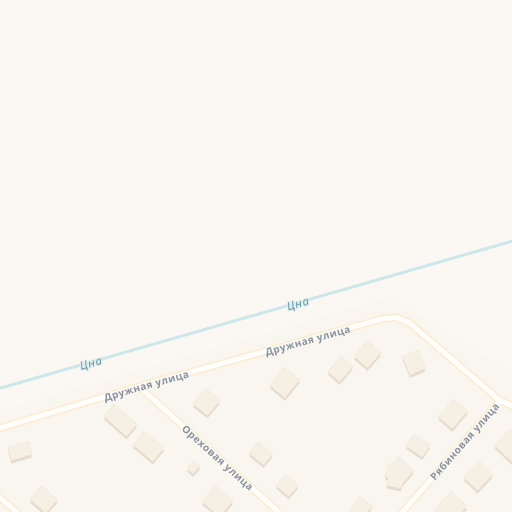 Цна
Цна
Дружная улица
Дружная улица
Ореховая улица
Рябиновая улица